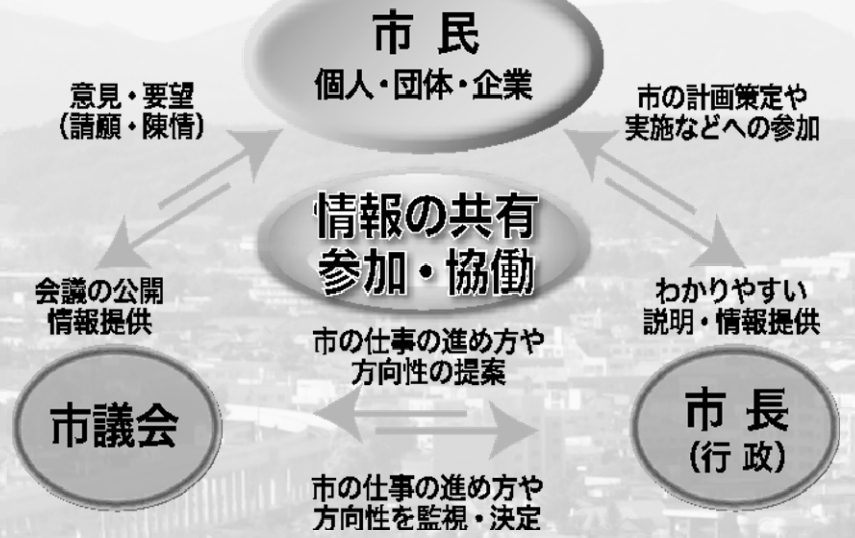 市民
個人・団体・企業
意見・要望
(請願・陳情)
市の計画策定や
実施などへの参加
情報の共有
参加・協働
会議の公開
情報提供
わかりやすい
説明・情報提供
市の仕事の進め方や
方向性の提案
市議会
市長
(行政)
市の仕事の進め方や
方向性を監視・決定